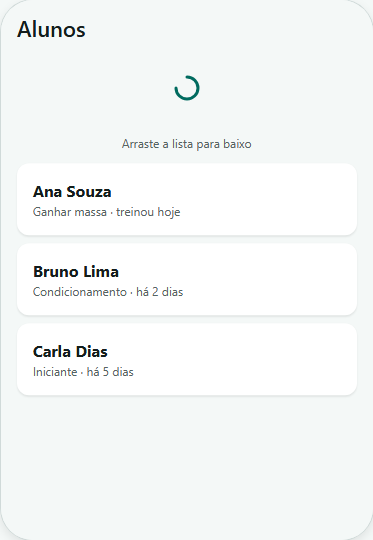 Alunos
Arraste a lista para baixo
Ana Souza
Ganhar massa · treinou hoje
Bruno Lima
Condicionamento · há 2 dias
Carla Dias
Iniciante · há 5 dias